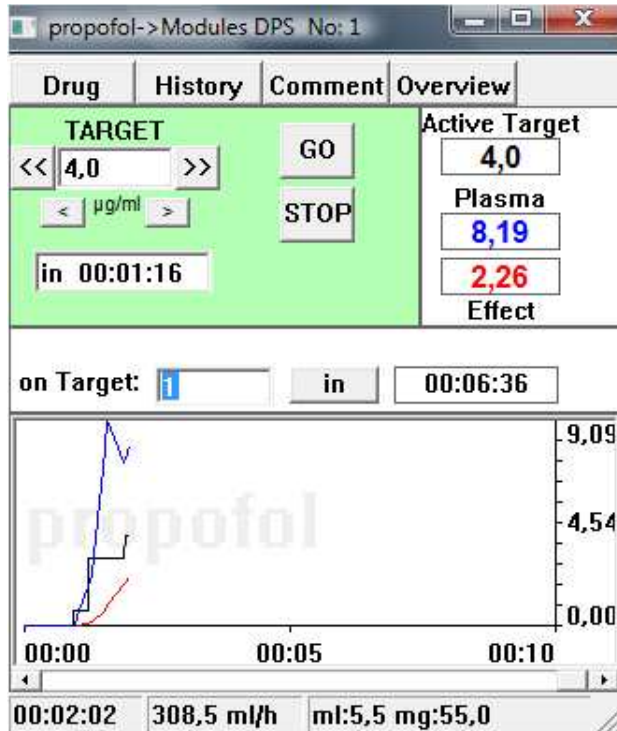 propofol->Modules DPS No: 1
Drug History Comment Overview
TARGET
<< 4,0 >>
< µg/ml >
in 00:01:16
GO
STOP
Active Target
4,0
Plasma
8,19
2,26
Effect
on Target: 1 in 00:06:36
propofol
9,09
4,54
0,00
00:00 00:05 00:10
00:02:02 308,5 ml/h ml:5,5 mg:55,0